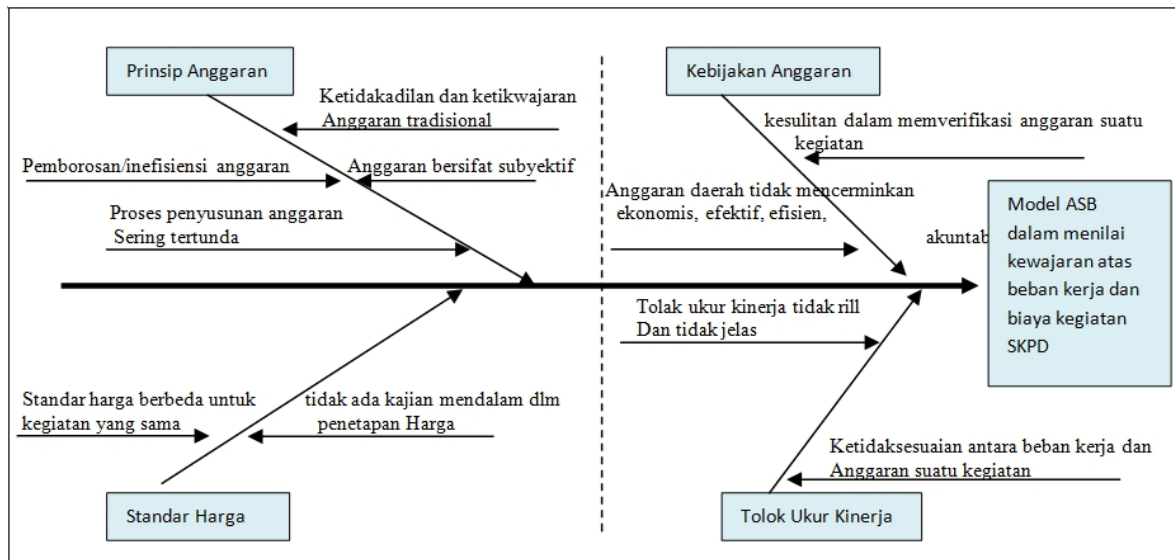 Prinsip Anggaran
Kebijakan Anggaran
Ketidakadilan dan ketikwajaran
Anggaran tradisional
kesulitan dalam memverifikasi anggaran suatu
kegiatan
Pemborosan/inefisiensi anggaran
Anggaran bersifat subyektif
Anggaran daerah tidak mencerminkan
ekonomis, efektif, efisien,
Proses penyusunan anggaran
Sering tertunda
akuntab
Model ASB
dalam menilai
kewajaran atas
beban kerja dan
biaya kegiatan
SKPD
Tolak ukur kinerja tidak rill
Dan tidak jelas
Standar harga berbeda untuk
kegiatan yang sama
tidak ada kajian mendalam dlm
penetapan Harga
Ketidaksesuaian antara beban kerja dan
Anggaran suatu kegiatan
Standar Harga
Tolok Ukur Kinerja